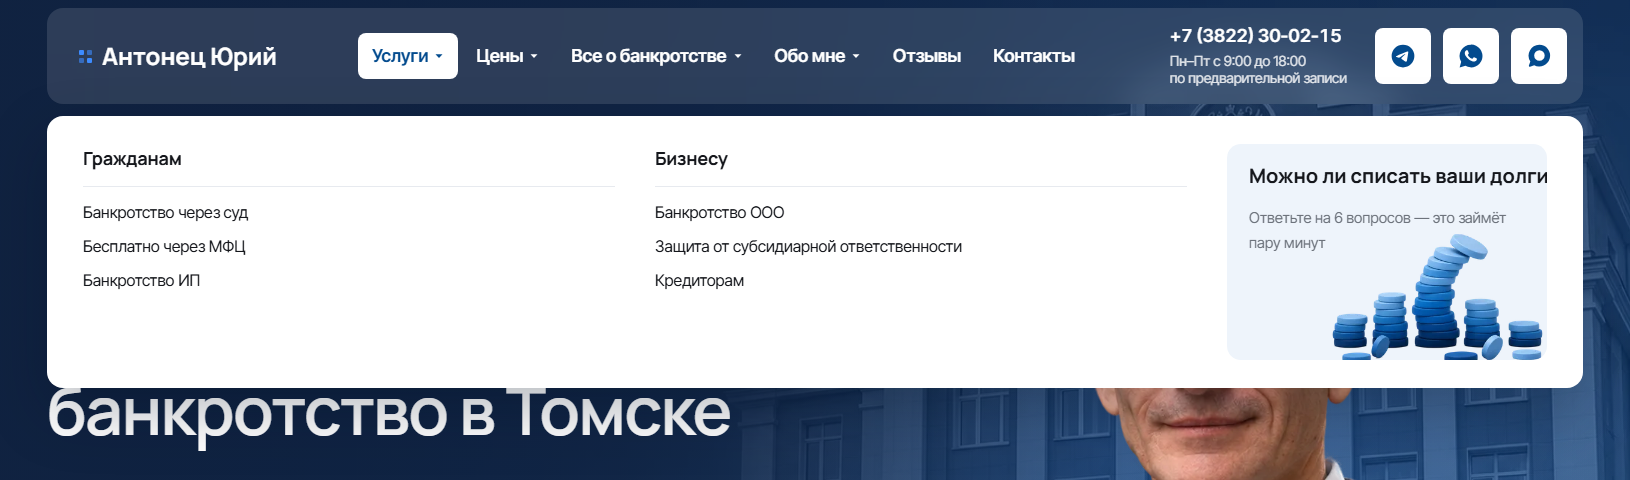 Антонец Юрий
Услуги
Цены
Все о банкротстве
Обо мне
Отзывы
Контакты
+7 (3822) 30-02-15
Пн–Пт с 9:00 до 18:00
по предварительной записи
Гражданам
Банкротство через суд
Бесплатно через МФЦ
Банкротство ИП
Бизнесу
Банкротство ООО
Защита от субсидиарной ответственности
Кредиторам
Можно ли списать ваши долги
Ответьте на 6 вопросов — это займёт
пару минут
банкротство в Томске